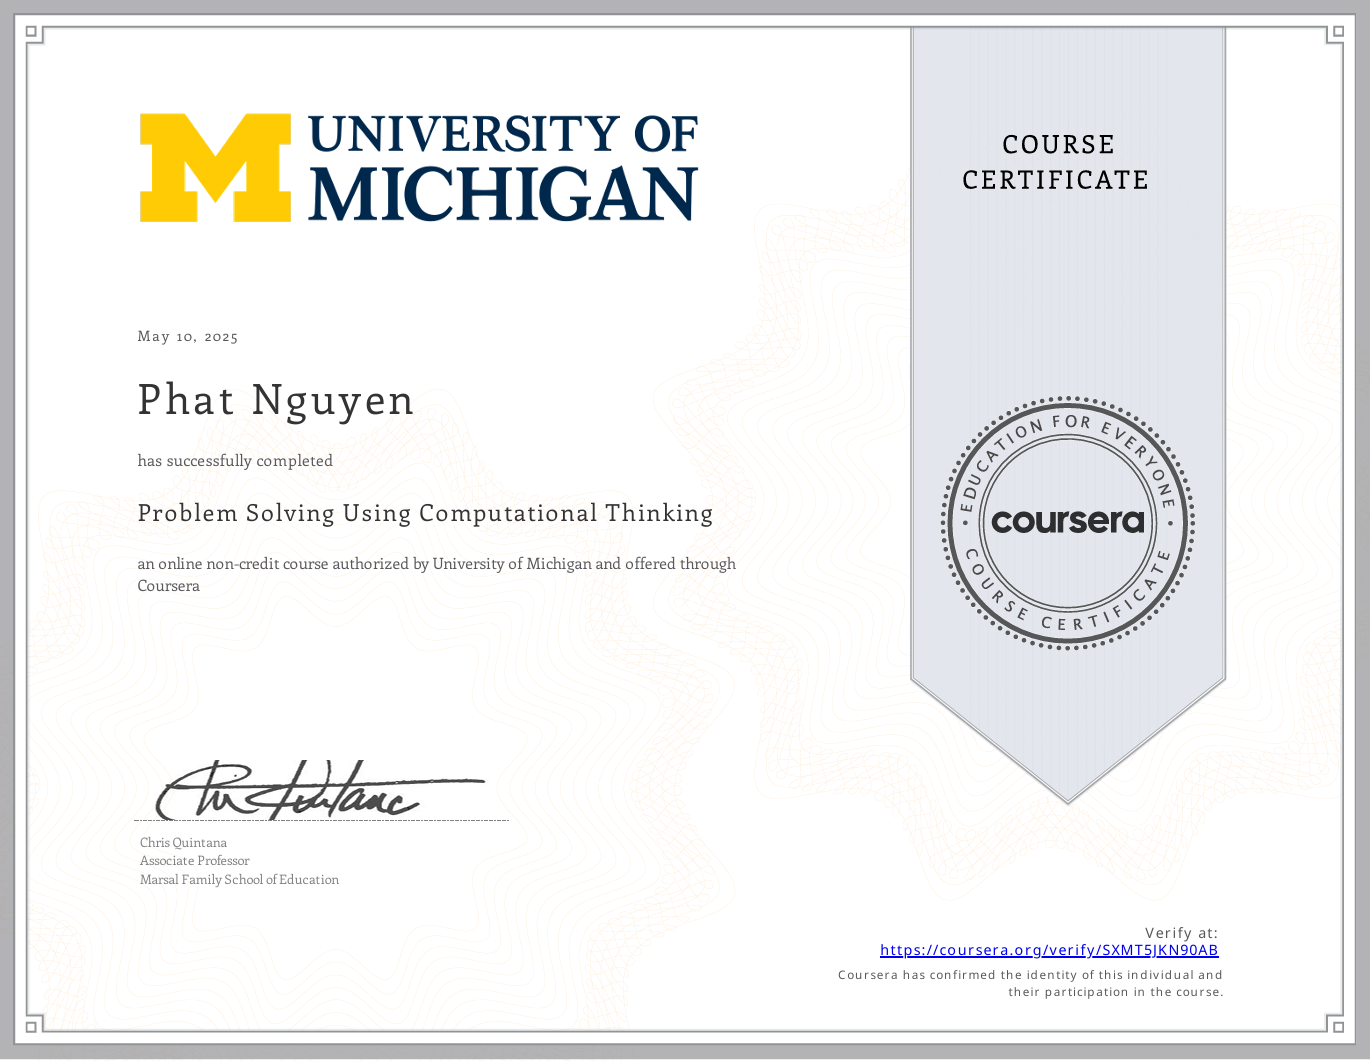 UNIVERSITY OF
MICHIGAN
COURSE
CERTIFICATE
May 10, 2025
Phat Nguyen
has successfully completed
Problem Solving Using Computational Thinking
an online non-credit course authorized by University of Michigan and offered through
Coursera
EDUCATION FOR EVERYONE
coursera
COURSE CERTIFICATE
Chris Quintana
Associate Professor
Marsal Family School of Education
Verify at:
https://coursera.org/verify/SXMT5JKN90AB
Coursera has confirmed the identity of this individual and
their participation in the course.